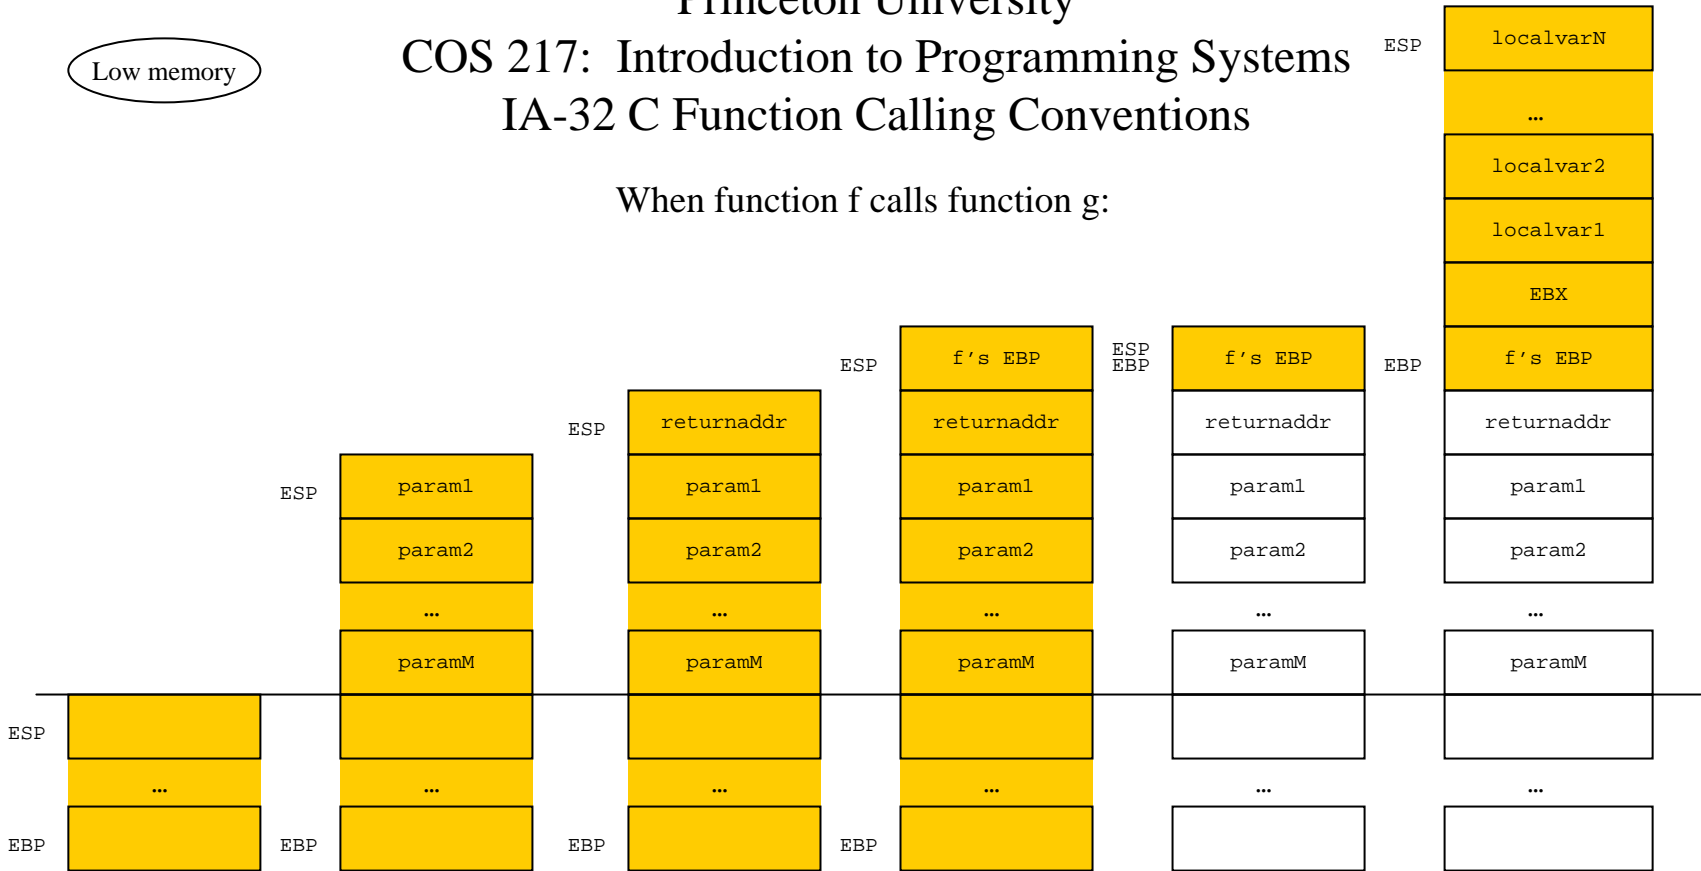 Princeton University
COS 217: Introduction to Programming Systems
IA-32 C Function Calling Conventions
Low memory
When function f calls function g:
ESP
…
EBP
ESP
param1
param2
…
paramM
…
EBP
ESP
returnaddr
param1
param2
…
paramM
…
EBP
ESP
f's EBP
returnaddr
param1
param2
…
paramM
…
EBP
ESP
EBP
f's EBP
returnaddr
param1
param2
…
paramM
…
ESP
localvarN
…
localvar2
localvar1
EBX
EBP
f's EBP
returnaddr
param1
param2
…
paramM
…